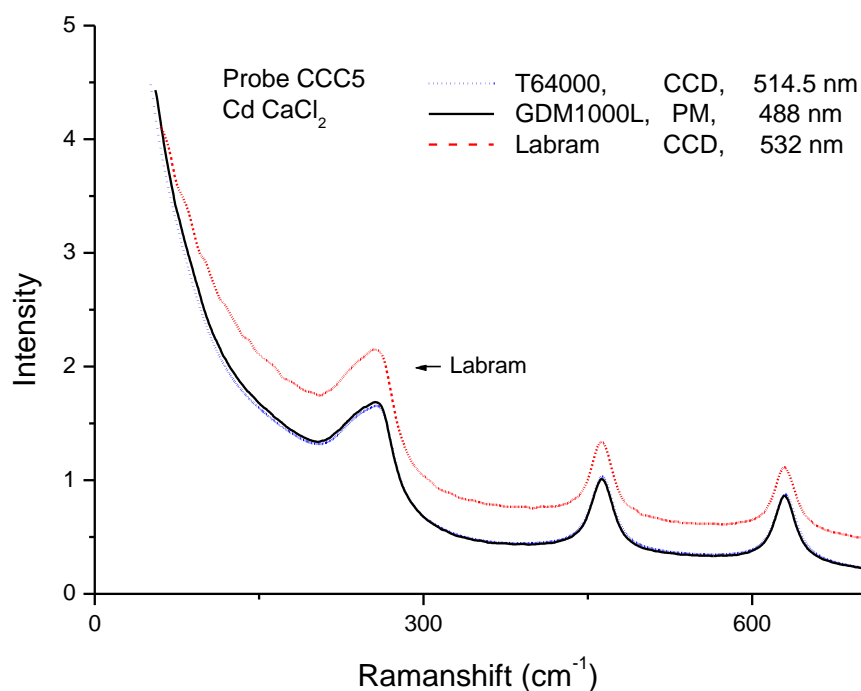 5
Probe CCC5
Cd CaCl₂
T64000, CCD, 514.5 nm
GDM1000L, PM, 488 nm
Labram CCD, 532 nm
4
3
Intensity
2
Labram
1
0
0 300 600
Ramanshift (cm⁻¹)